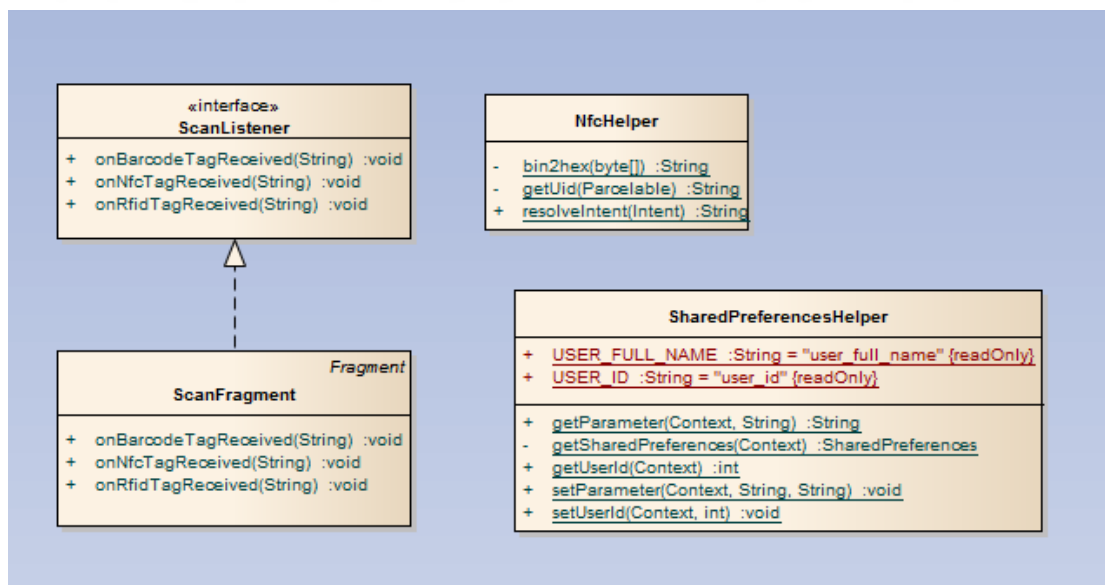 «interface»
ScanListener
+ onBarcodeTagReceived(String) :void
+ onNfcTagReceived(String) :void
+ onRfidTagReceived(String) :void
NfcHelper
- bin2hex(byte[]) :String
- getUid(Parcelable) :String
+ resolveIntent(Intent) :String
Fragment
ScanFragment
+ onBarcodeTagReceived(String) :void
+ onNfcTagReceived(String) :void
+ onRfidTagReceived(String) :void
SharedPreferencesHelper
+ USER_FULL_NAME :String = "user_full_name" {readOnly}
+ USER_ID :String = "user_id" {readOnly}
+ getParameter(Context, String) :String
- getSharedPreferences(Context) :SharedPreferences
+ getUserId(Context) :int
+ setParameter(Context, String, String) :void
+ setUserId(Context, int) :void